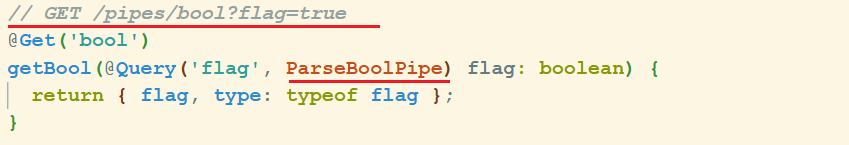 // GET /pipes/bool?flag=true
@Get('bool')
getBool(@Query('flag', ParseBoolPipe) flag: boolean) {
  return { flag, type: typeof flag };
}